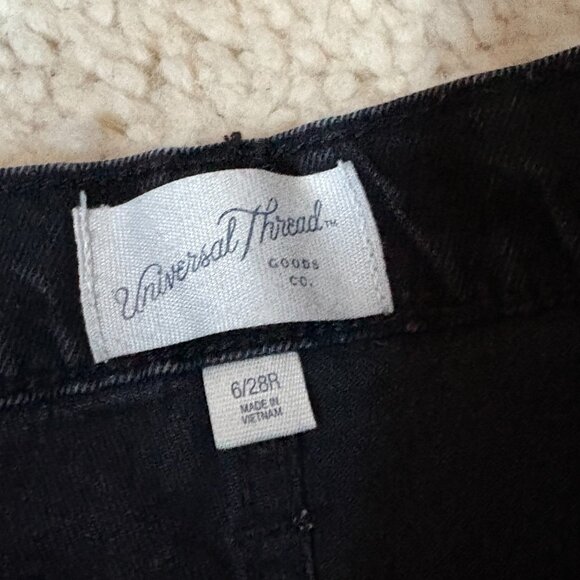 Universal Thread™
GOODS
CO.
6/28R
MADE IN
VIETNAM